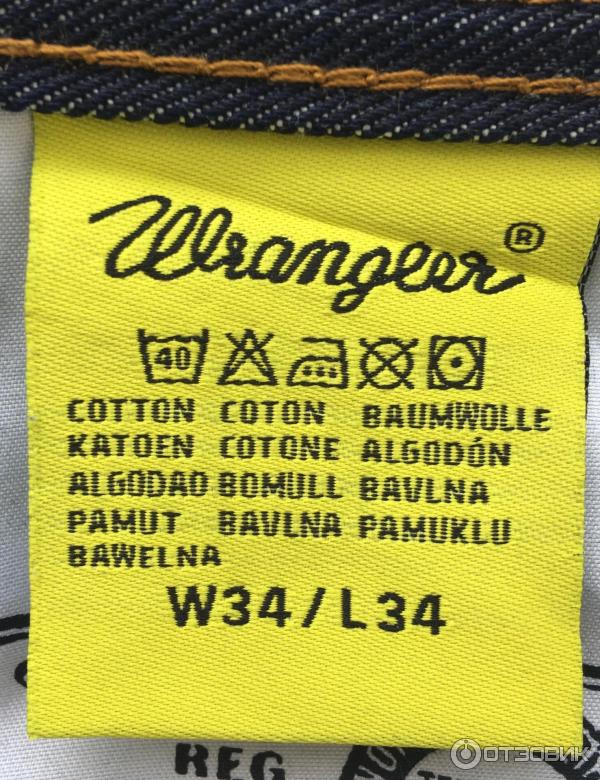 Wrangler®
40
COTTON COTON BAUMWOLLE
KATOEN COTONE ALGODÓN
ALGODAO BOMULL BAVLNA
PAMUT BAVLNA PAMUKLU
BAWELNA
W34/L34
REG
ОТЗОВИК